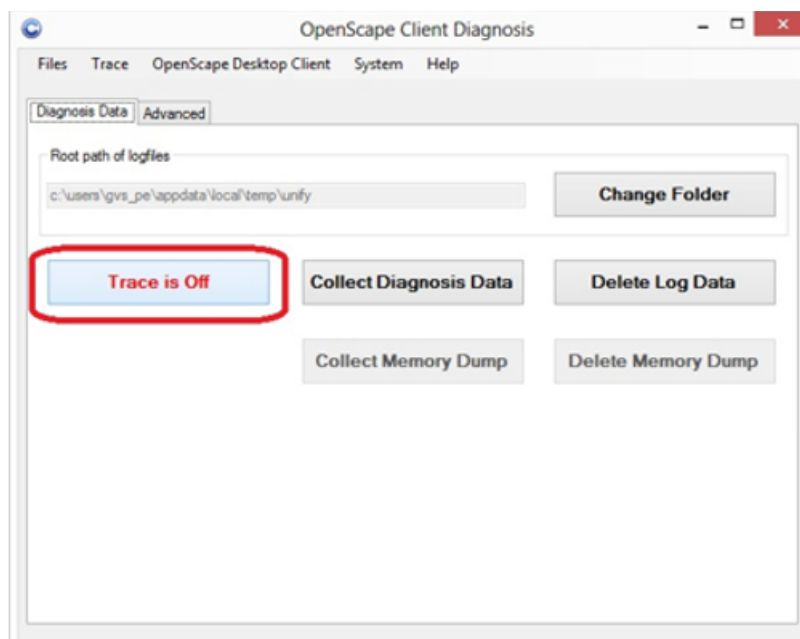 OpenScape Client Diagnosis
Files Trace OpenScape Desktop Client System Help
Diagnosis Data Advanced
Root path of logfiles
c:\users\gvs_pe\appdata\local\temp\unify Change Folder
Trace is Off Collect Diagnosis Data Delete Log Data
Collect Memory Dump Delete Memory Dump